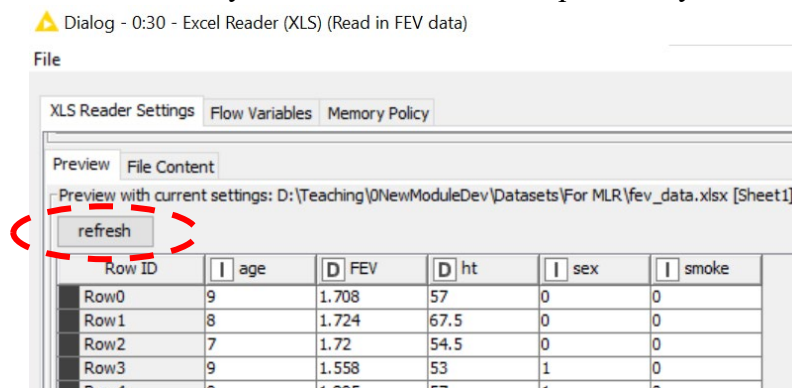 Dialog - 0:30 - Excel Reader (XLS) (Read in FEV data)
File
XLS Reader Settings Flow Variables Memory Policy
Preview File Content
Preview with current settings: D:\Teaching\0NewModuleDev\Datasets\For MLR\fev_data.xlsx [Sheet1]
refresh
Row ID I age D FEV D ht I sex I smoke
Row0 9 1.708 57 0 0
Row1 8 1.724 67.5 0 0
Row2 7 1.72 54.5 0 0
Row3 9 1.558 53 1 0